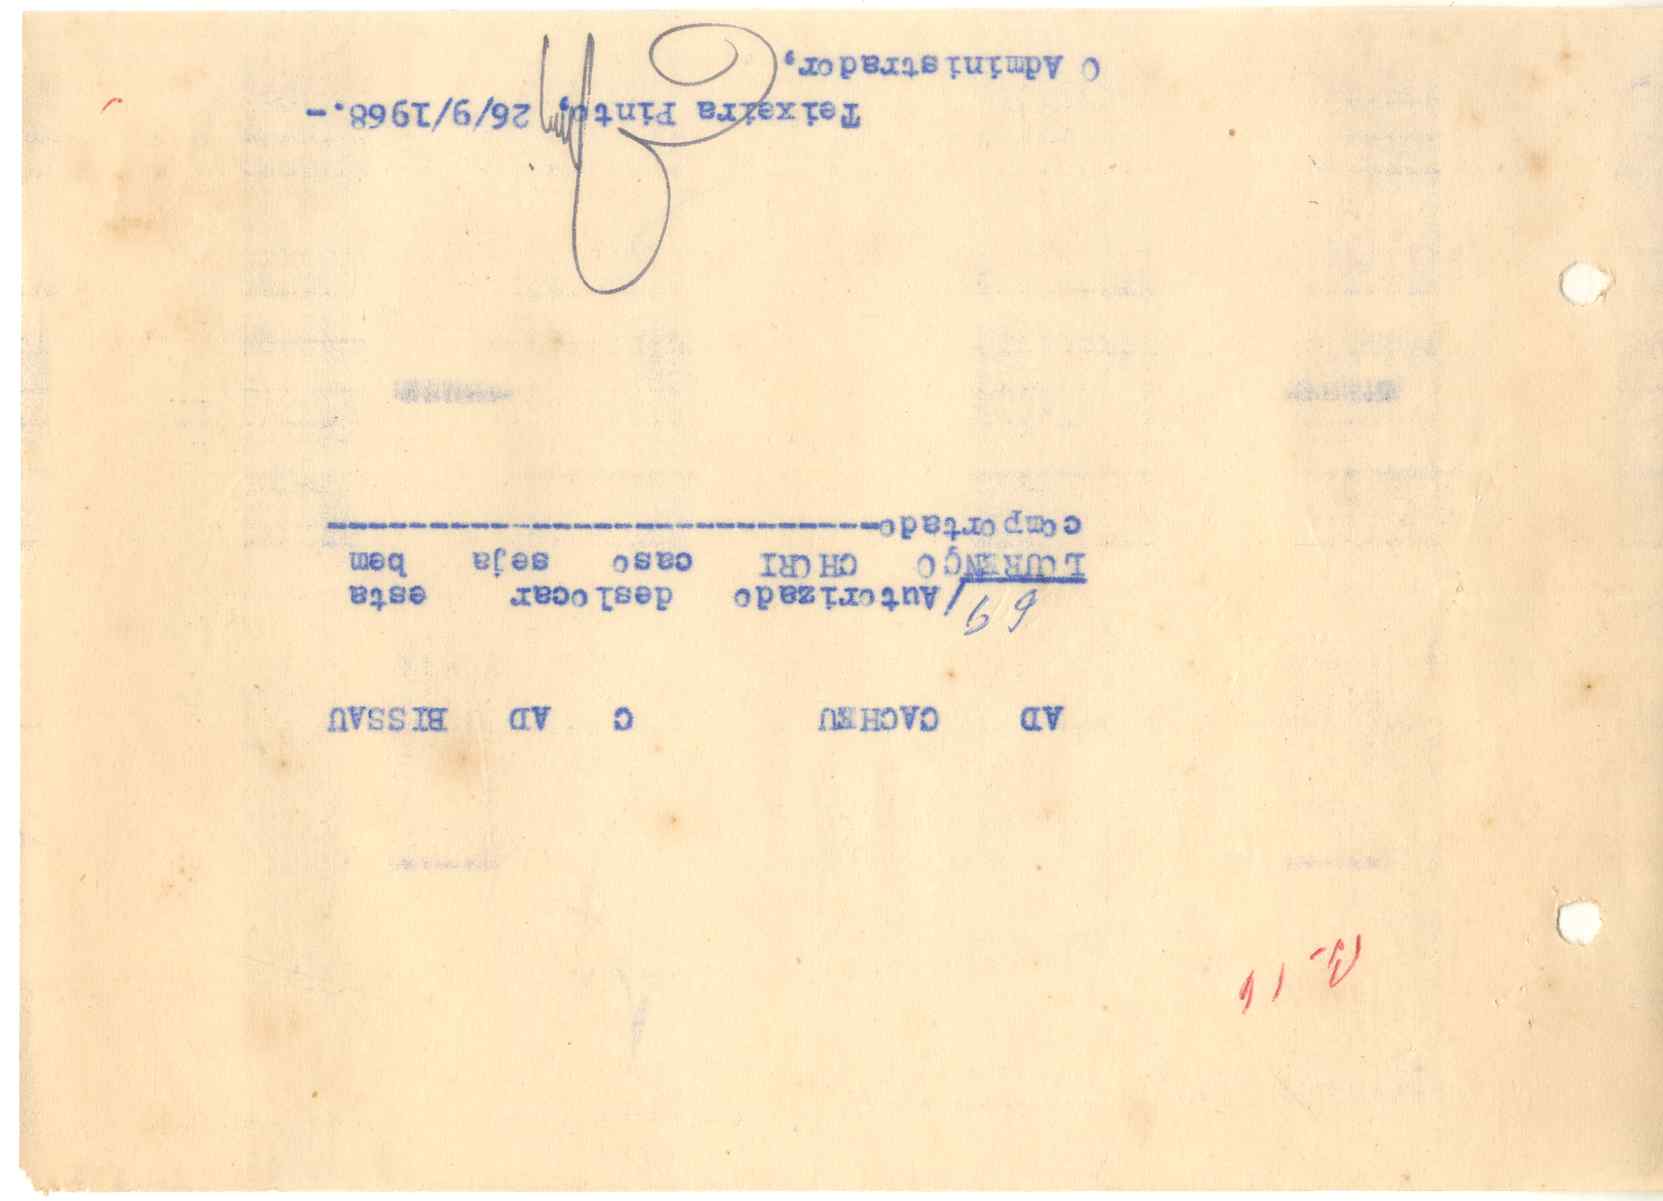 AD CACHEU C AD BISSAU
69/Autorizado deslocar esta
LOURENÇO CHORI caso seja bem
comportado------------------------------
Teixeira Pinto, 26/9/1968.-
O Administrador,